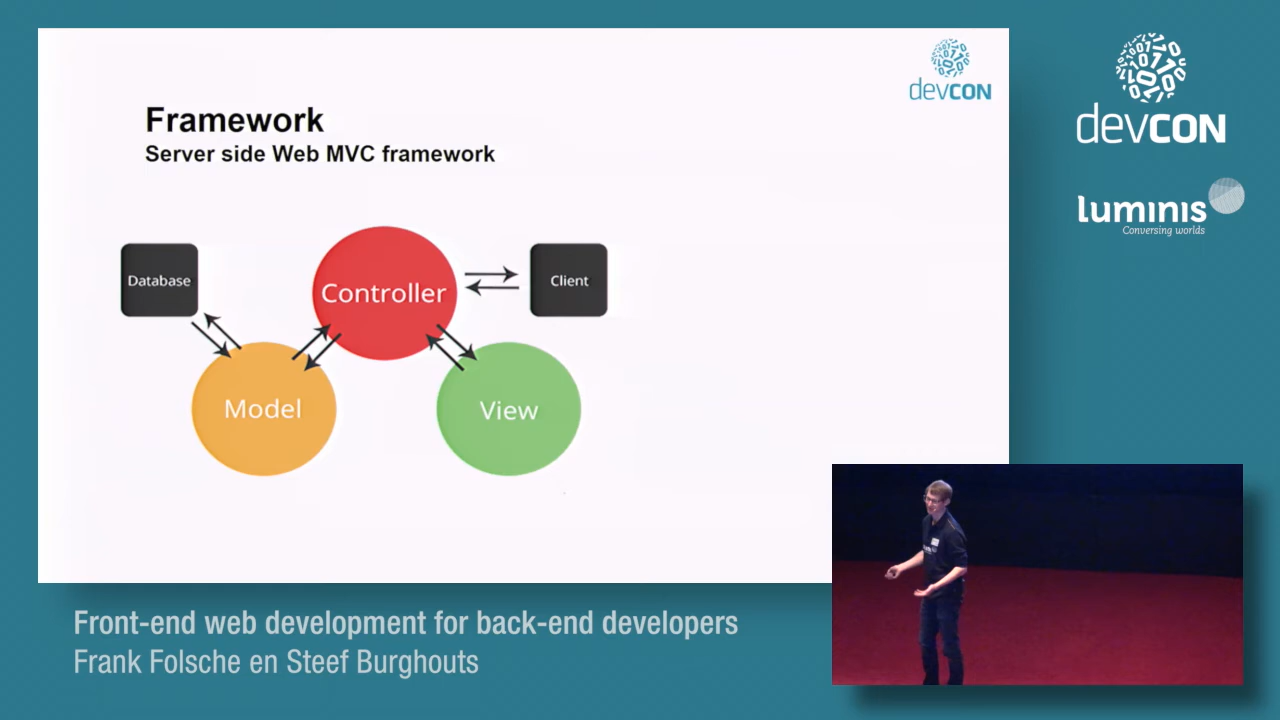 devCON
Framework
Server side Web MVC framework
Database
Controller
Client
Model
View
devCON
luminis
Conversing worlds
Front-end web development for back-end developers
Frank Folsche en Steef Burghouts